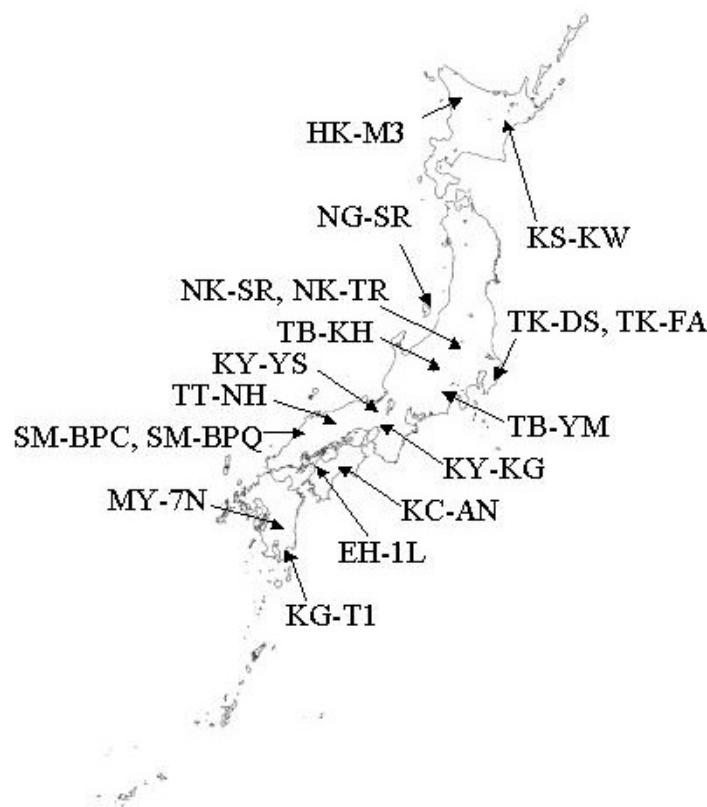 HK-M3
KS-KW
NG-SR
NK-SR, NK-TR
TK-DS, TK-FA
TB-KH
KY-YS
TT-NH
SM-BPC, SM-BPQ
TB-YM
KY-KG
MY-7N
KC-AN
EH-1L
KG-T1